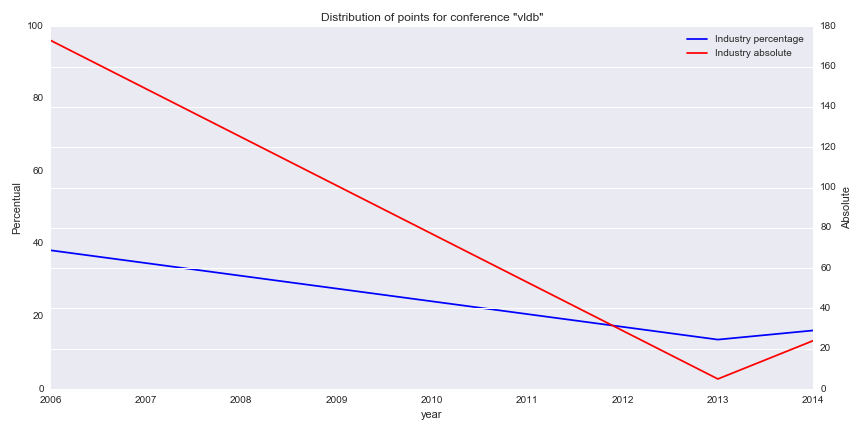 Distribution of points for conference "vldb"
100
80
60
40
20
0
Percentual
180
160
140
120
100
80
60
40
20
0
Absolute
Industry percentage
Industry absolute
2006 2007 2008 2009 2010 2011 2012 2013 2014
year